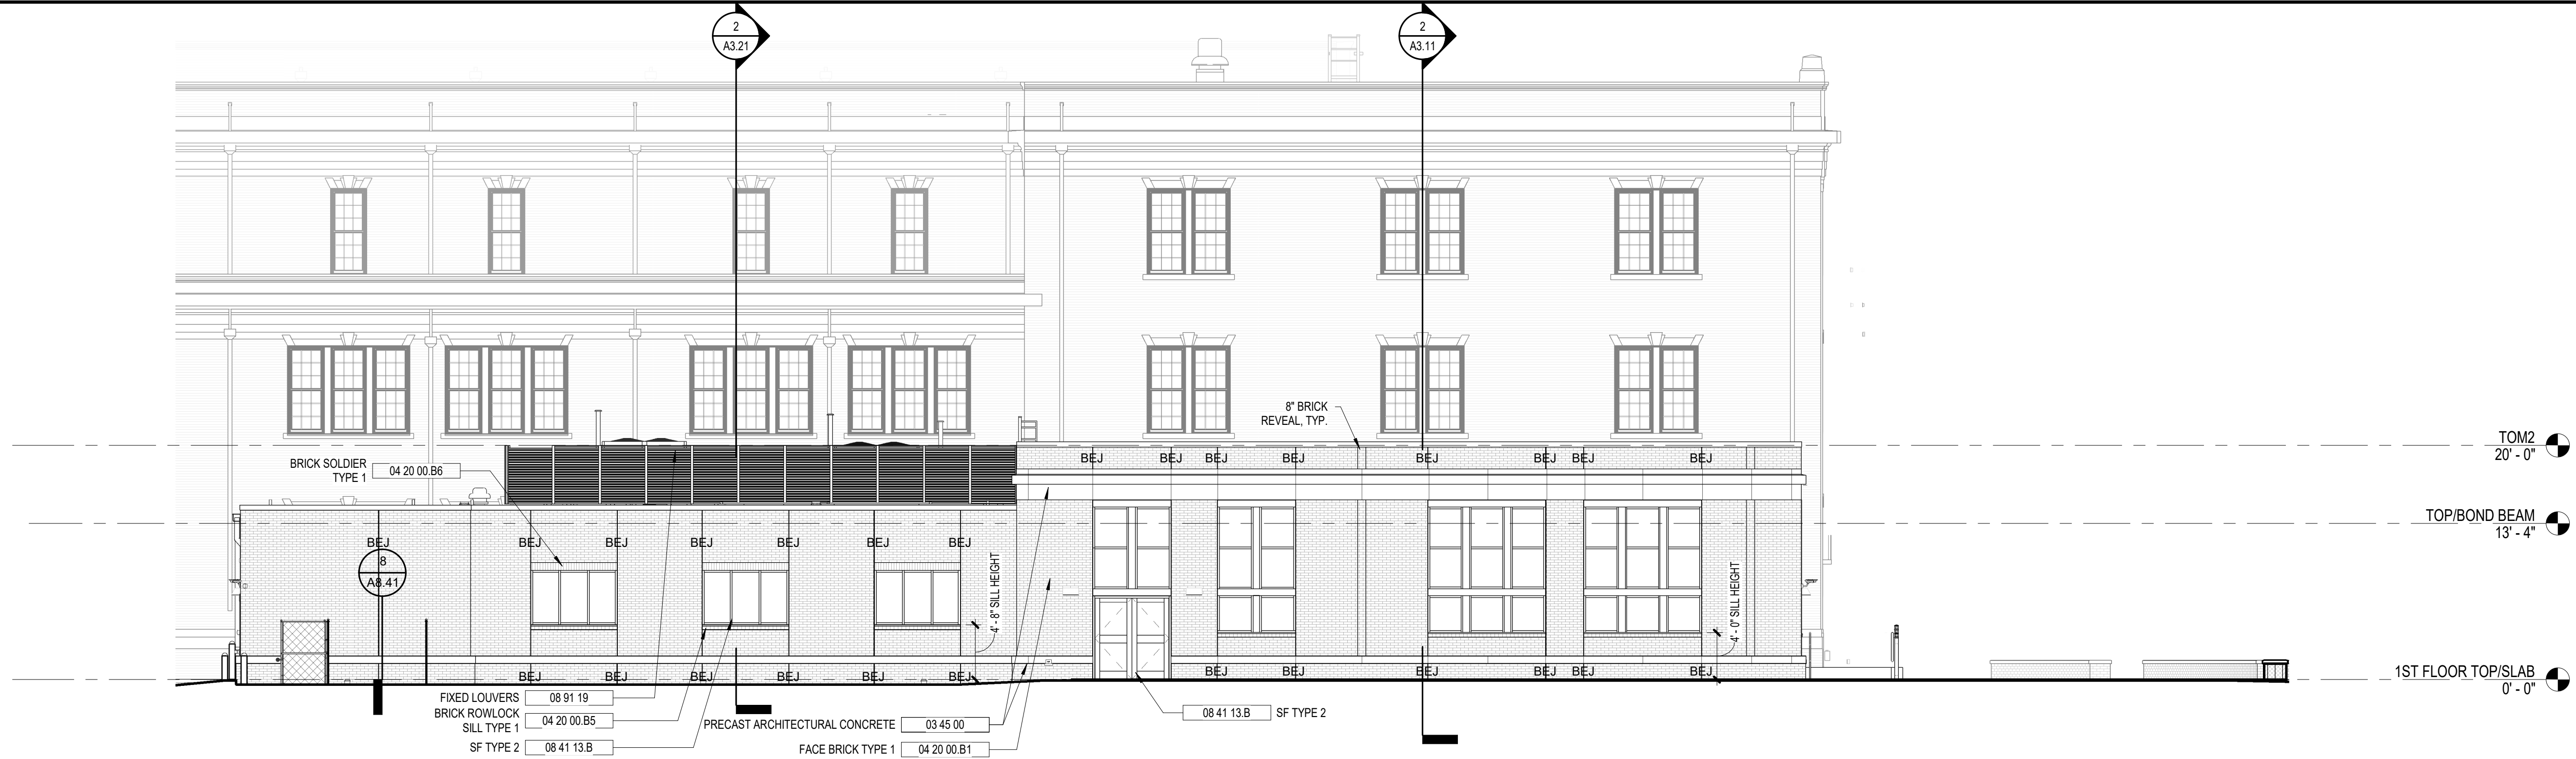 2
A3.21
2
A3.11
8" BRICK
REVEAL, TYP.
TOM2
20' - 0"
BRICK SOLDIER
TYPE 1
04 20 00.B6
BEJ
BEJ
BEJ
BEJ
BEJ
BEJ
BEJ
BEJ
TOP/BOND BEAM
13' - 4"
BEJ
BEJ
BEJ
BEJ
BEJ
BEJ
BEJ
8
A8.41
4' - 8" SILL HEIGHT
4' - 0" SILL HEIGHT
BEJ
BEJ
BEJ
BEJ
BEJ
BEJ
BEJ
BEJ
BEJ
BEJ
BEJ
BEJ
1ST FLOOR TOP/SLAB
0' - 0"
FIXED LOUVERS
08 91 19
BRICK ROWLOCK
SILL TYPE 1
04 20 00.B5
SF TYPE 2
08 41 13.B
PRECAST ARCHITECTURAL CONCRETE
03 45 00
FACE BRICK TYPE 1
04 20 00.B1
08 41 13.B
SF TYPE 2